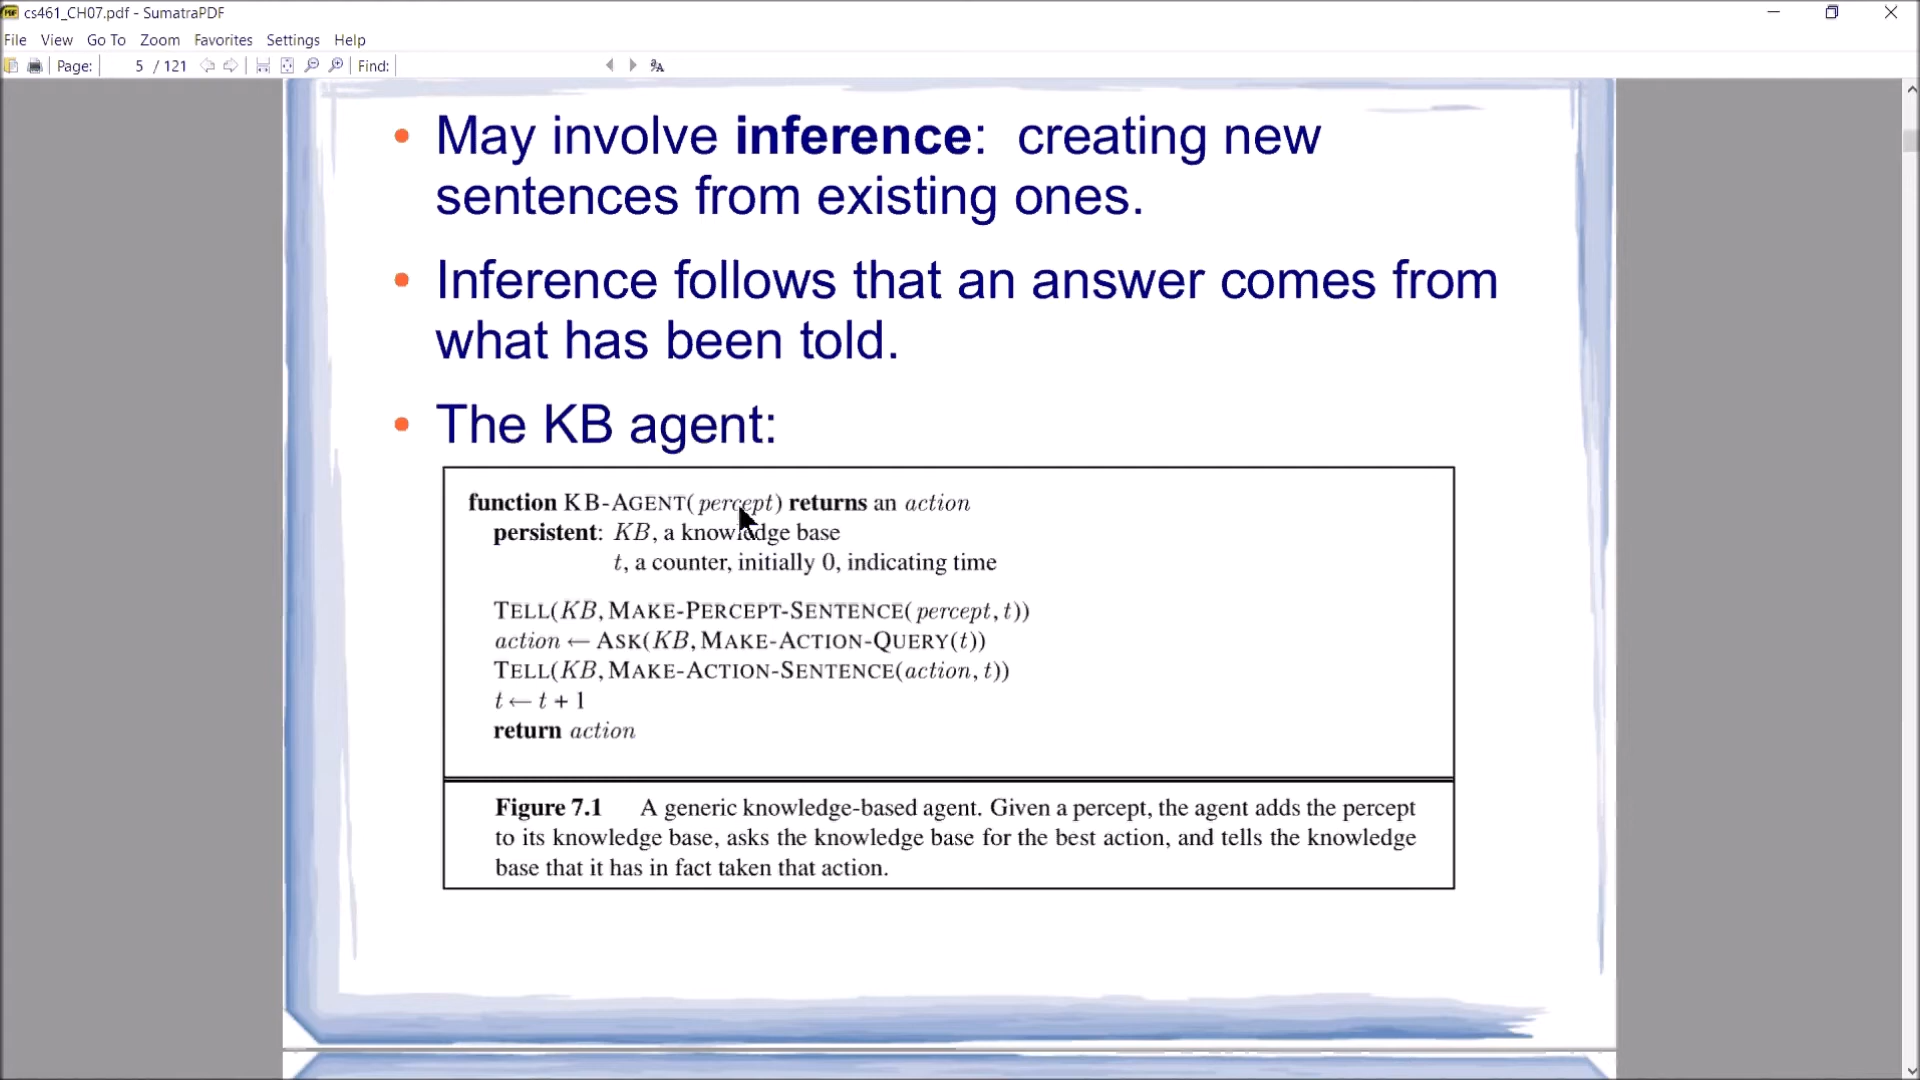 cs461_CH07.pdf - SumatraPDF
File View Go To Zoom Favorites Settings Help
Page: 5 / 121 Find:
• May involve inference: creating new
sentences from existing ones.
• Inference follows that an answer comes from
what has been told.
• The KB agent:
function KB-AGENT(percept) returns an action
persistent: KB, a knowledge base
t, a counter, initially 0, indicating time
TELL(KB, MAKE-PERCEPT-SENTENCE(percept, t))
action ← ASK(KB, MAKE-ACTION-QUERY(t))
TELL(KB, MAKE-ACTION-SENTENCE(action, t))
t ← t + 1
return action
Figure 7.1 A generic knowledge-based agent. Given a percept, the agent adds the percept
to its knowledge base, asks the knowledge base for the best action, and tells the knowledge
base that it has in fact taken that action.